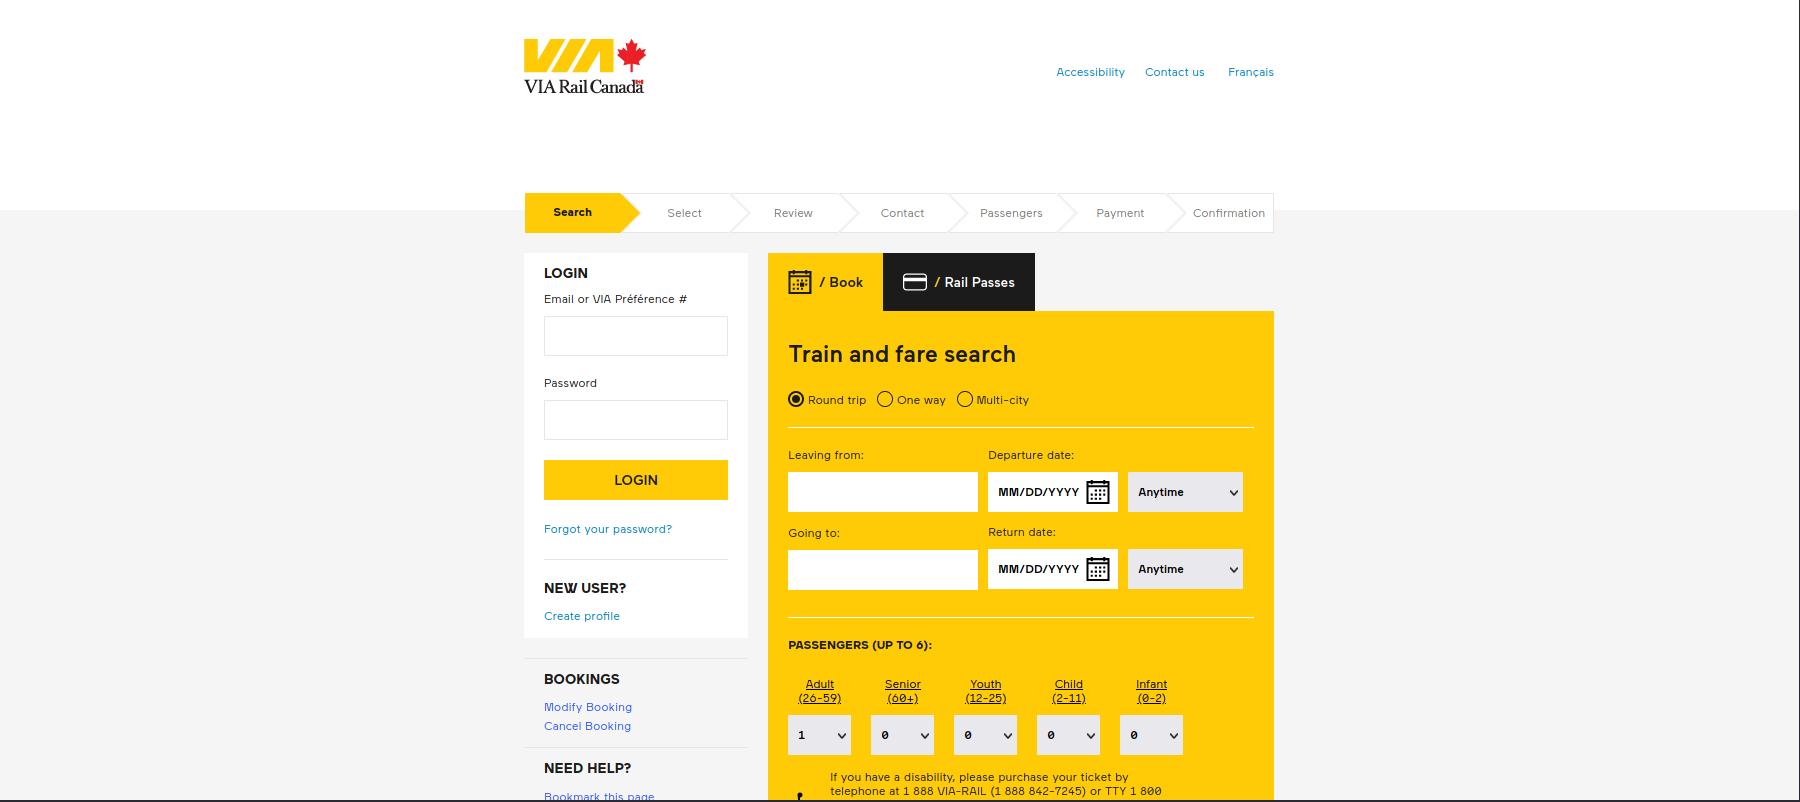 VIA
VIA Rail Canada
Accessibility
Contact us
Français
Search
Select
Review
Contact
Passengers
Payment
Confirmation
LOGIN
Email or VIA Préférence #
Password
LOGIN
Forgot your password?
NEW USER?
Create profile
BOOKINGS
Modify Booking
Cancel Booking
NEED HELP?
Bookmark this page
/ Book
/ Rail Passes
Train and fare search
Round trip
One way
Multi-city
Leaving from:
Departure date:
MM/DD/YYYY
Anytime
Going to:
Return date:
MM/DD/YYYY
Anytime
PASSENGERS (UP TO 6):
Adult
(26-59)
Senior
(60+)
Youth
(12-25)
Child
(2-11)
Infant
(0-2)
1
0
0
0
0
If you have a disability, please purchase your ticket by
telephone at 1 888 VIA-RAIL (1 888 842-7245) or TTY 1 800